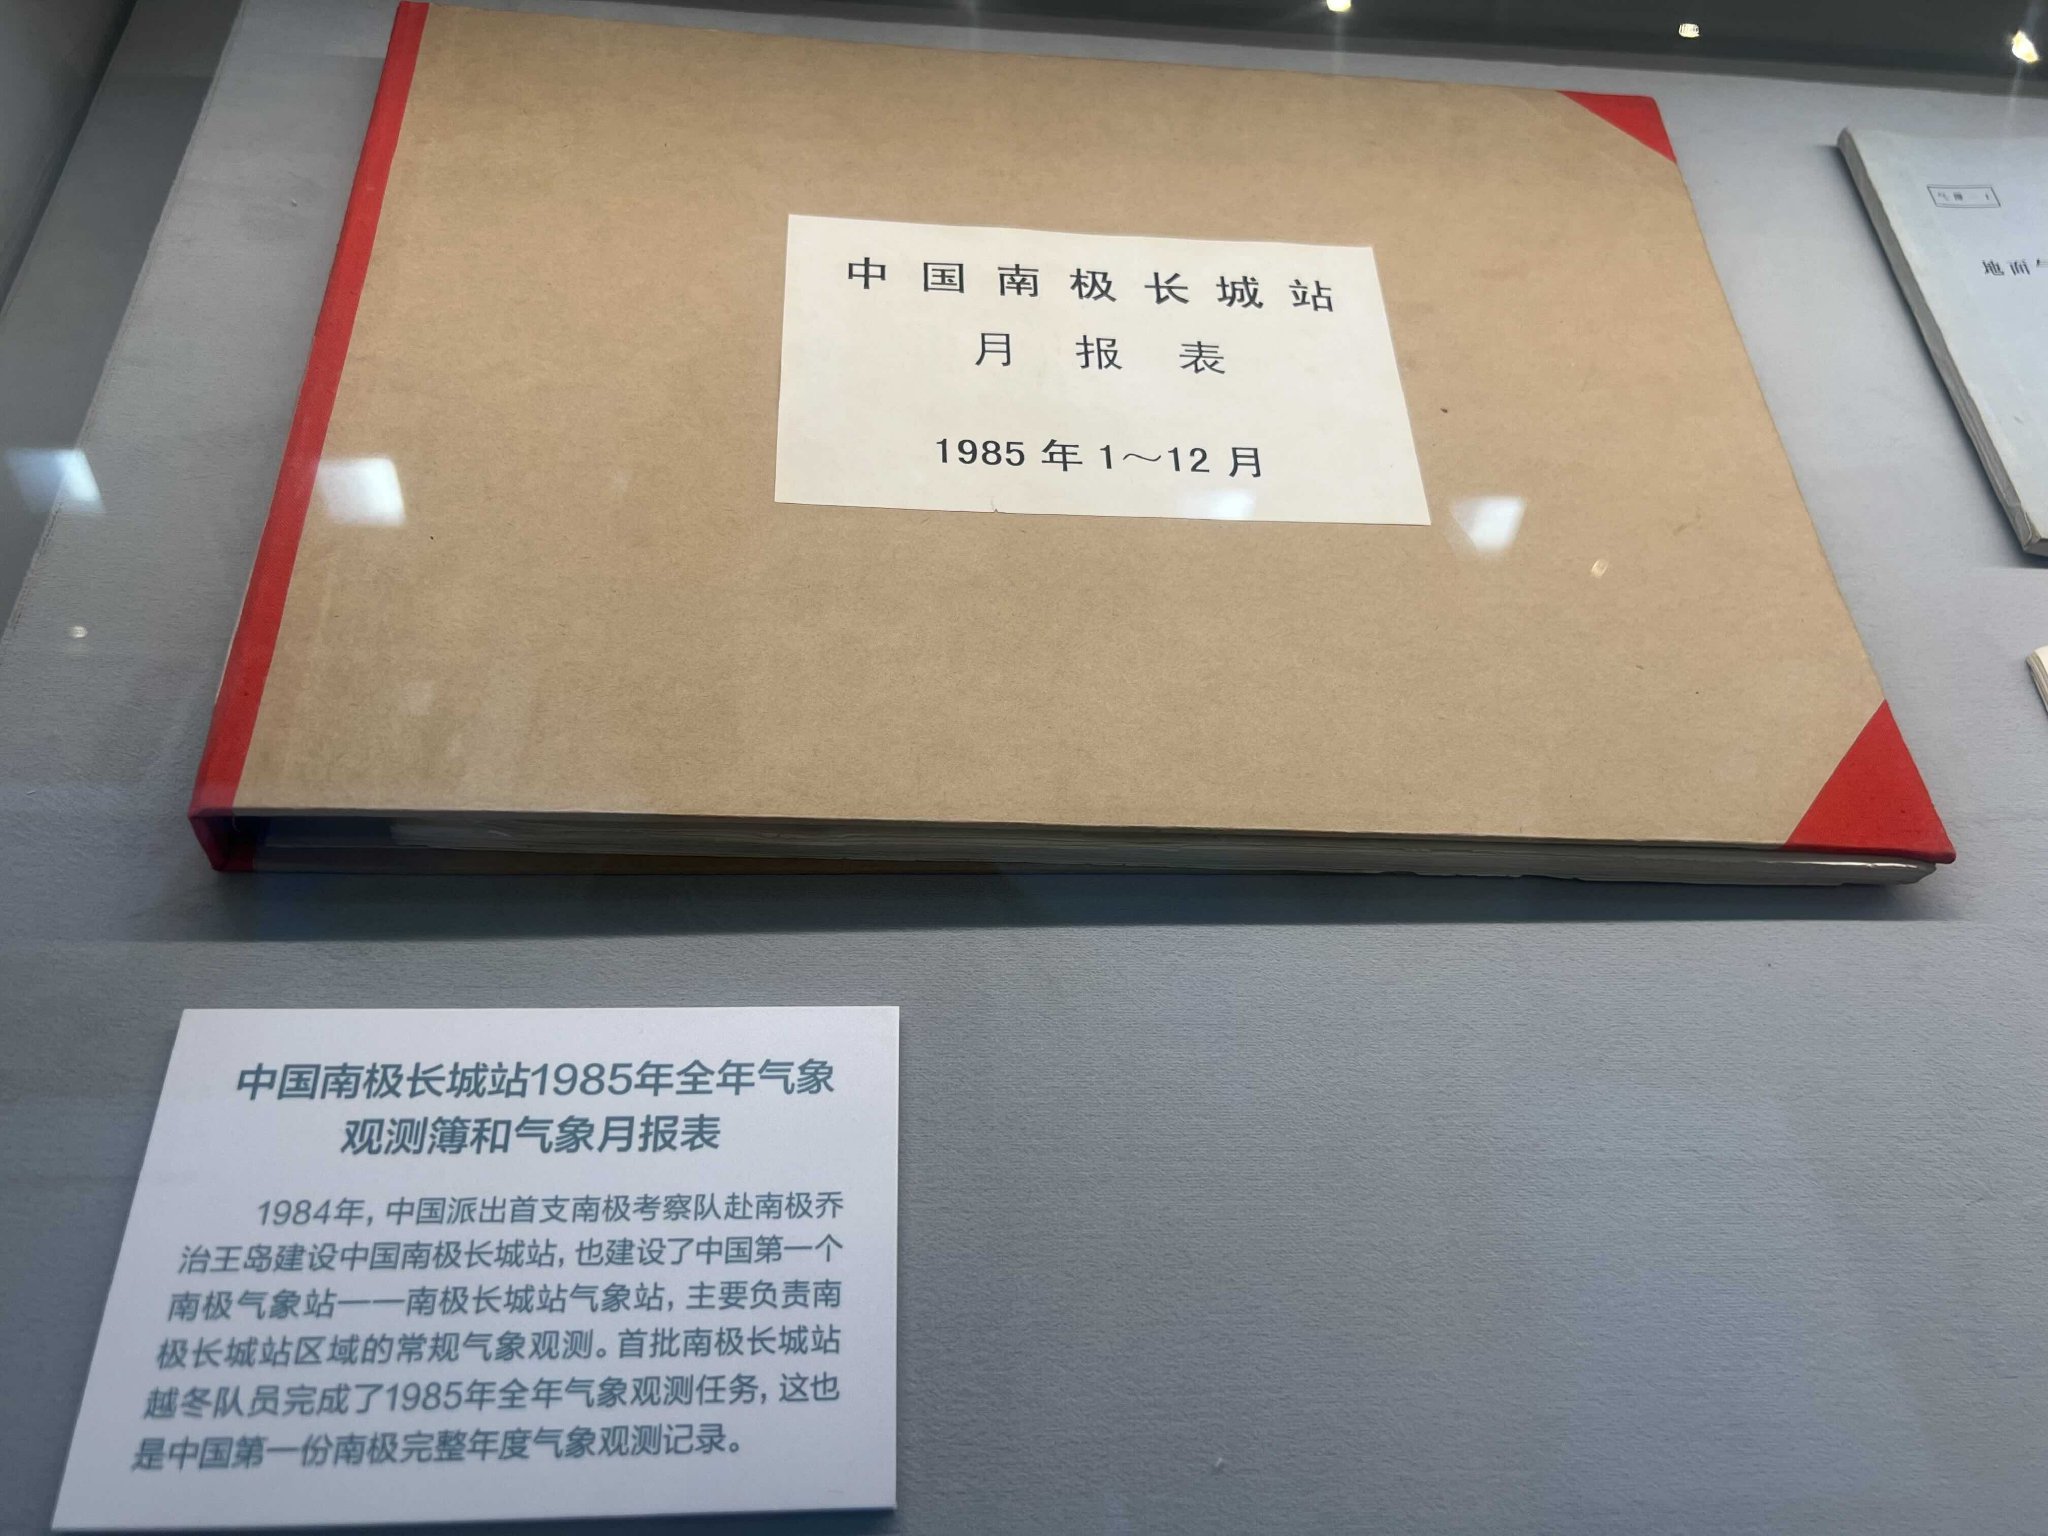 中国南极长城站
月报表
1985年1～12月
地面气
中国南极长城站1985年全年气象
观测簿和气象月报表
1984年，中国派出首支南极考察队赴南极乔
治王岛建设中国南极长城站，也建设了中国第一个
南极气象站——南极长城站气象站，主要负责南
极长城站区域的常规气象观测。首批南极长城站
越冬队员完成了1985年全年气象观测任务，这也
是中国第一份南极完整年度气象观测记录。